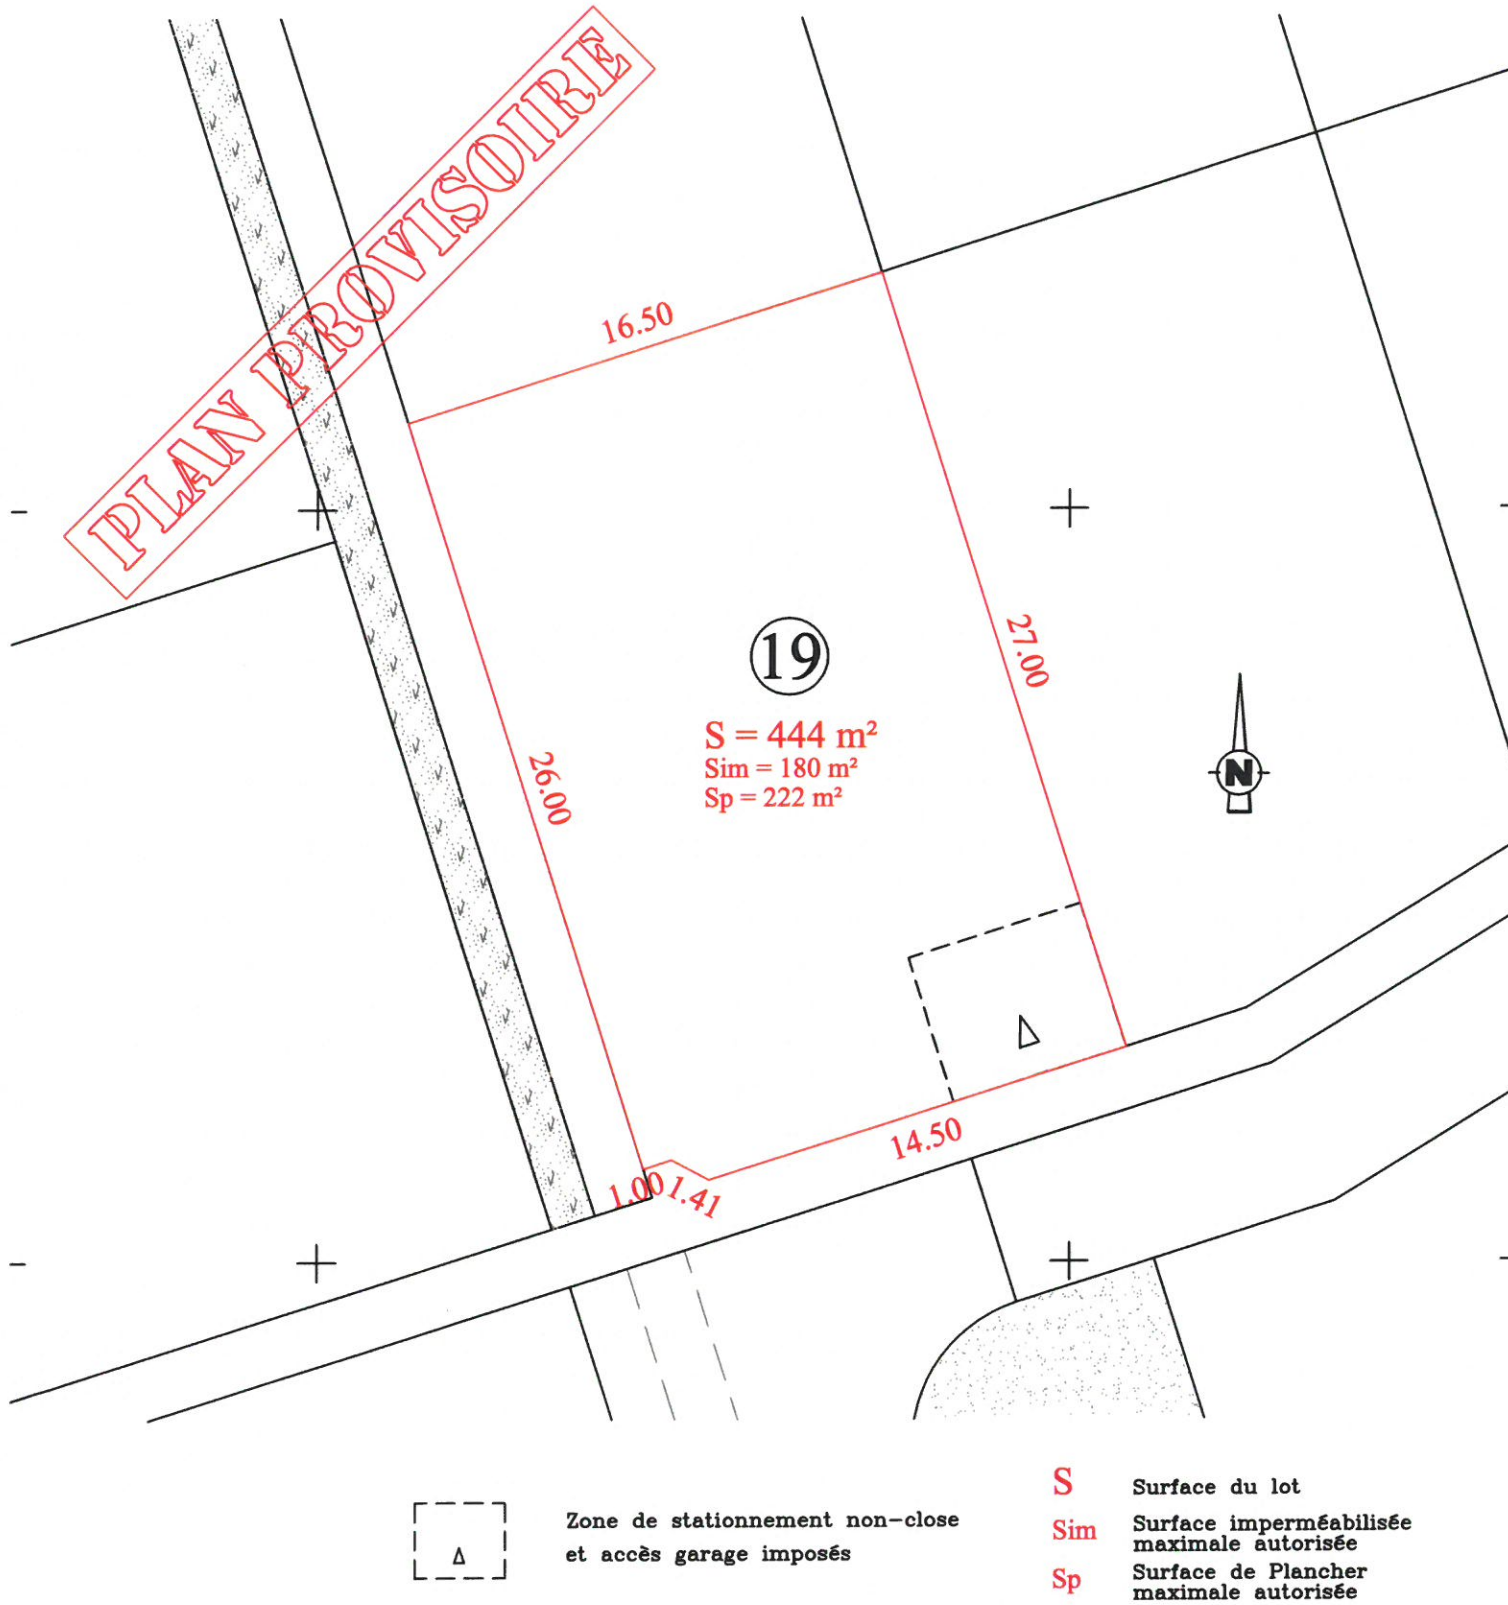 PLAN PROVISOIRE
16.50
27.00
19
S = 444 m²
Sim = 180 m²
Sp = 222 m²
26.00
N
14.50
1.00
1.41
Zone de stationnement non-close
et accès garage imposés
S Surface du lot
Sim Surface imperméabilisée
maximale autorisée
Sp Surface de Plancher
maximale autorisée